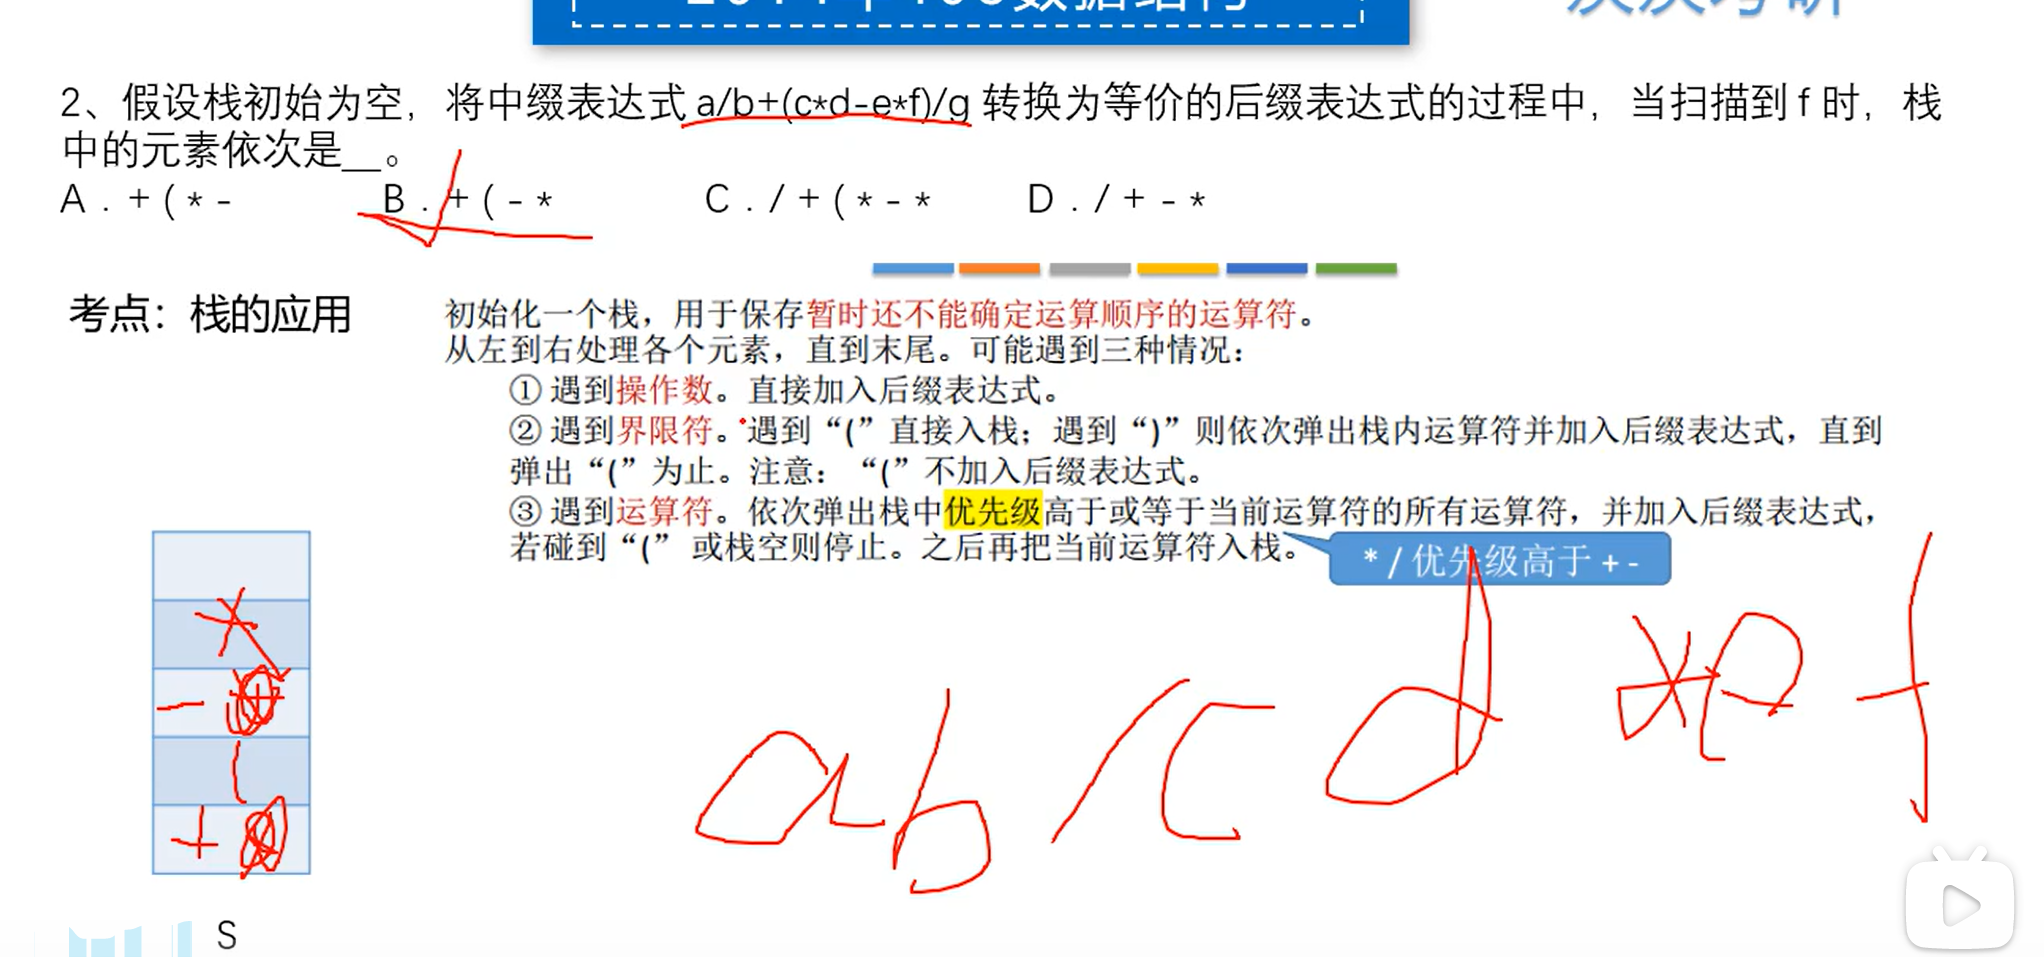 2、假设栈初始为空，将中缀表达式 a/b+(c*d-e*f)/g 转换为等价的后缀表达式的过程中，当扫描到 f 时，栈
中的元素依次是__。
A . + ( * -    B . + ( - *    C . / + ( * - *    D . / + - *
考点：栈的应用
初始化一个栈，用于保存暂时还不能确定运算顺序的运算符。
从左到右处理各个元素，直到末尾。可能遇到三种情况：
① 遇到操作数。直接加入后缀表达式。
② 遇到界限符。遇到“(”直接入栈；遇到“)”则依次弹出栈内运算符并加入后缀表达式，直到
弹出“(”为止。注意：“(”不加入后缀表达式。
③ 遇到运算符。依次弹出栈中优先级高于或等于当前运算符的所有运算符，并加入后缀表达式，
若碰到“(” 或栈空则停止。之后再把当前运算符入栈。
* / 优先级高于 + -
*
-
(
+
a b / c d * e f
S